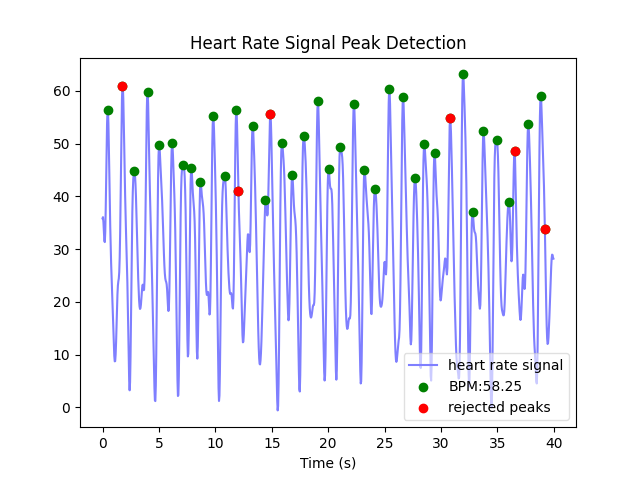 Heart Rate Signal Peak Detection
60
50
40
30
20
10
0
heart rate signal
BPM:58.25
rejected peaks
0 5 10 15 20 25 30 35 40
Time (s)